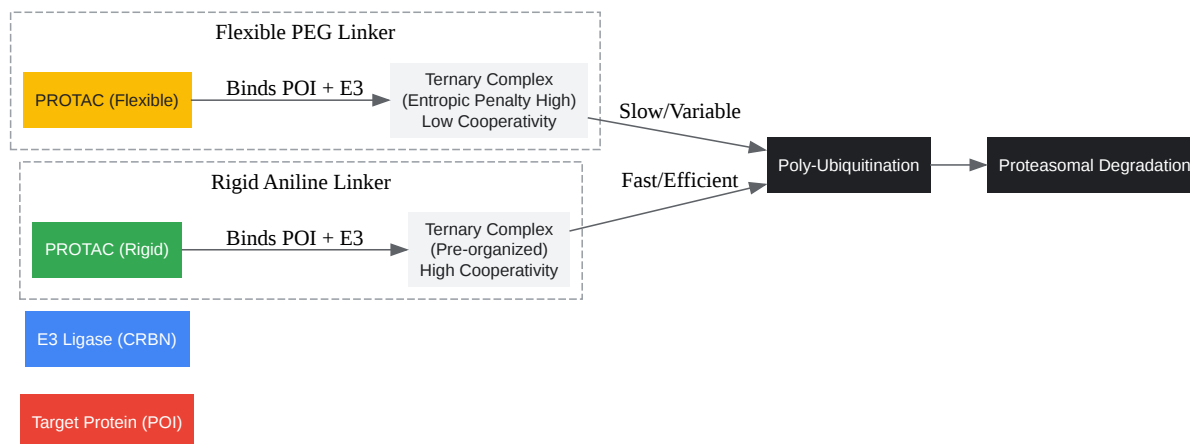 Flexible PEG Linker
PROTAC (Flexible)
Binds POI + E3
Ternary Complex
(Entropic Penalty High)
Low Cooperativity
Slow/Variable
Rigid Aniline Linker
PROTAC (Rigid)
Binds POI + E3
Ternary Complex
(Pre-organized)
High Cooperativity
Fast/Efficient
Poly-Ubiquitination
Proteasomal Degradation
E3 Ligase (CRBN)
Target Protein (POI)